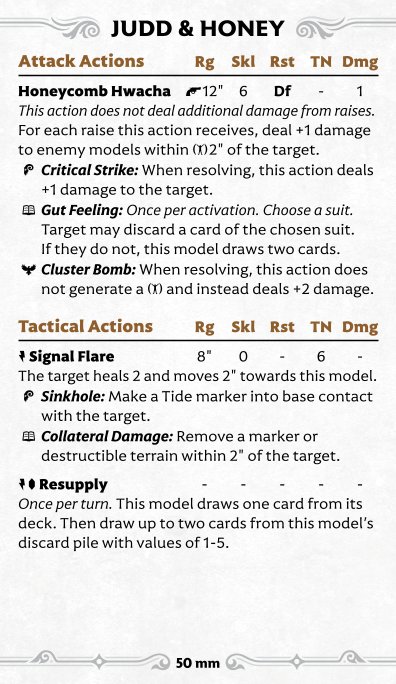 JUDD & HONEY
Attack Actions Rg Skl Rst TN Dmg
Honeycomb Hwacha 12" 6 Df - 1
This action does not deal additional damage from raises.
For each raise this action receives, deal +1 damage
to enemy models within 2" of the target.
Critical Strike: When resolving, this action deals
+1 damage to the target.
Gut Feeling: Once per activation. Choose a suit.
Target may discard a card of the chosen suit.
If they do not, this model draws two cards.
Cluster Bomb: When resolving, this action does
not generate a and instead deals +2 damage.
Tactical Actions Rg Skl Rst TN Dmg
Signal Flare 8" 0 - 6 -
The target heals 2 and moves 2" towards this model.
Sinkhole: Make a Tide marker into base contact
with the target.
Collateral Damage: Remove a marker or
destructible terrain within 2" of the target.
Resupply - - - - -
Once per turn. This model draws one card from its
deck. Then draw up to two cards from this model's
discard pile with values of 1-5.
50 mm